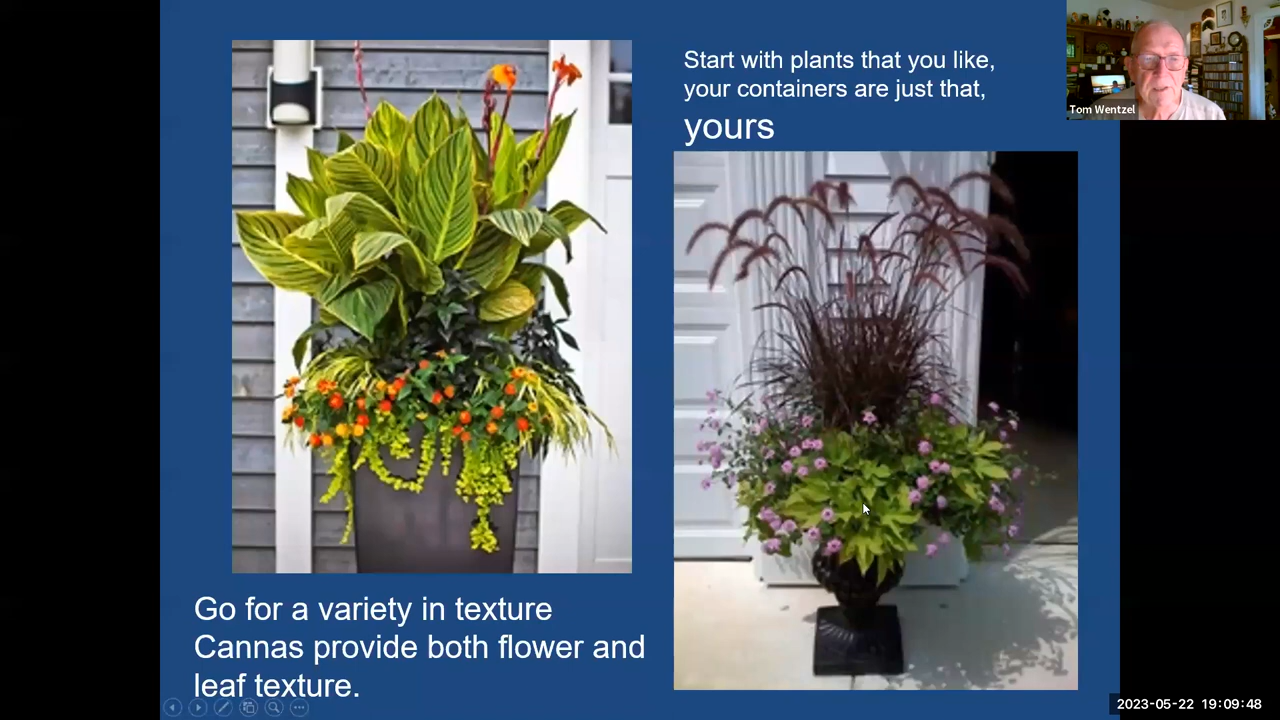 Start with plants that you like,
your containers are just that,
yours
Tom Wentzel
Go for a variety in texture
Cannas provide both flower and
leaf texture.
2023-05-22 19:09:48